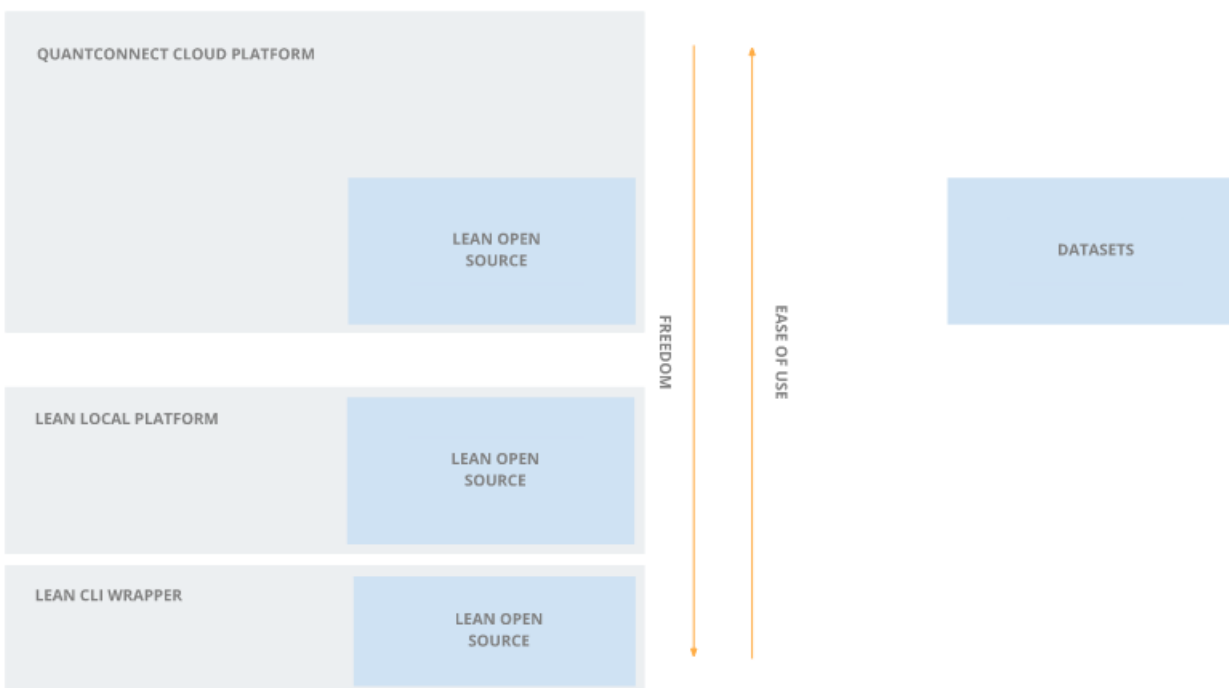 QUANTCONNECT CLOUD PLATFORM
LEAN OPEN
SOURCE
DATASETS
FREEDOM
EASE OF USE
LEAN LOCAL PLATFORM
LEAN OPEN
SOURCE
LEAN CLI WRAPPER
LEAN OPEN
SOURCE